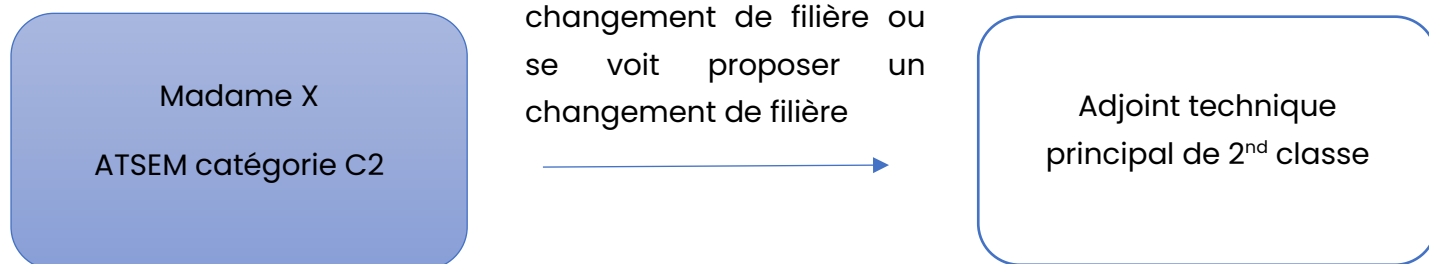 Madame X
ATSEM catégorie C2
changement de filière ou
se voit proposer un
changement de filière
Adjoint technique
principal de 2nd classe